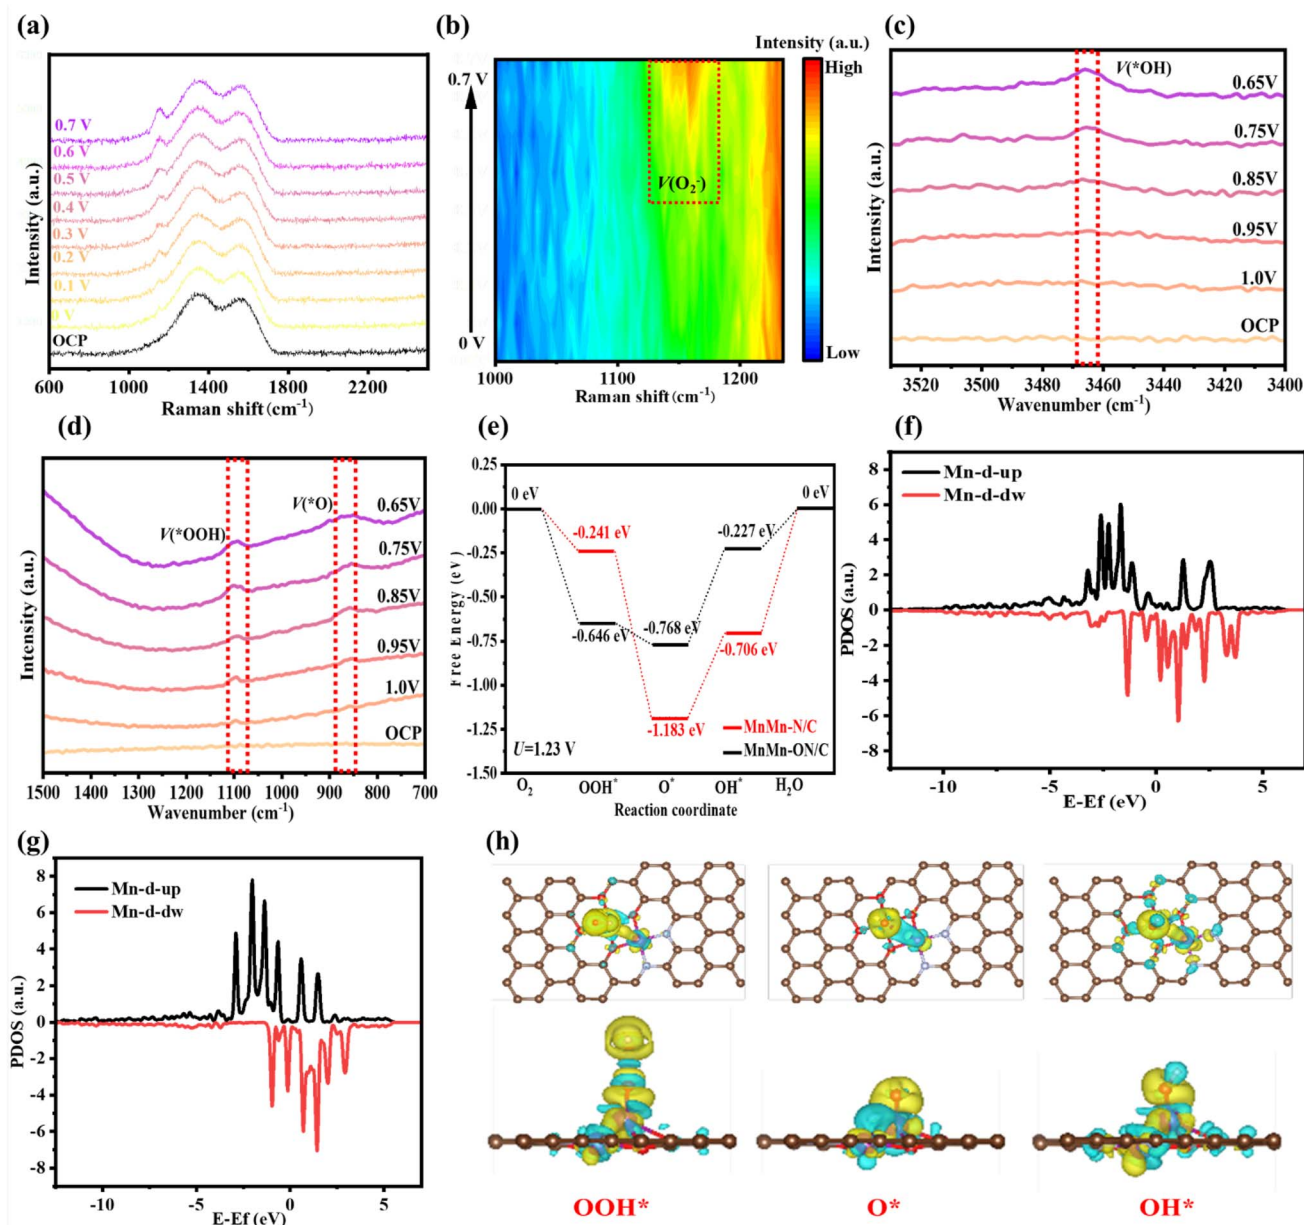 (a)
0.7 V
0.6 V
0.5 V
0.4 V
0.3 V
0.2 V
0.1 V
0 V
OCP
Intensity (a.u.)
600 1000 1400 1800 2200
Raman shift(cm⁻¹)
(b)
Intensity (a.u.)
High
Low
0.7 V
0 V
V(O₂⁻)
1000 1100 1200
Raman shift(cm⁻¹)
(c)
V(*OH)
0.65V
0.75V
0.85V
0.95V
1.0V
OCP
Intensity (a.u.)
3520 3500 3480 3460 3440 3420 3400
Wavenumber (cm⁻¹)
(d)
V(*OOH)
V(*O)
0.65V
0.75V
0.85V
0.95V
1.0V
OCP
Intensity (a.u.)
1500 1400 1300 1200 1100 1000 900 800 700
Wavenumber (cm⁻¹)
(e)
0.25
0.00
-0.25
-0.50
-0.75
-1.00
-1.25
-1.50
Free Energy (eV)
0 eV
-0.241 eV
-0.646 eV
-0.768 eV
-1.183 eV
-0.227 eV
-0.706 eV
0 eV
MnMn-N/C
MnMn-ON/C
U=1.23 V
O₂ OOH* O* OH* H₂O
Reaction coordinate
(f)
Mn-d-up
Mn-d-dw
8
6
4
2
0
-2
-4
-6
-8
PDOS (a.u.)
-10 -5 0 5
E-Ef (eV)
(g)
Mn-d-up
Mn-d-dw
8
6
4
2
0
-2
-4
-6
-8
PDOS (a.u.)
-10 -5 0 5
E-Ef (eV)
(h)
OOH* O* OH*